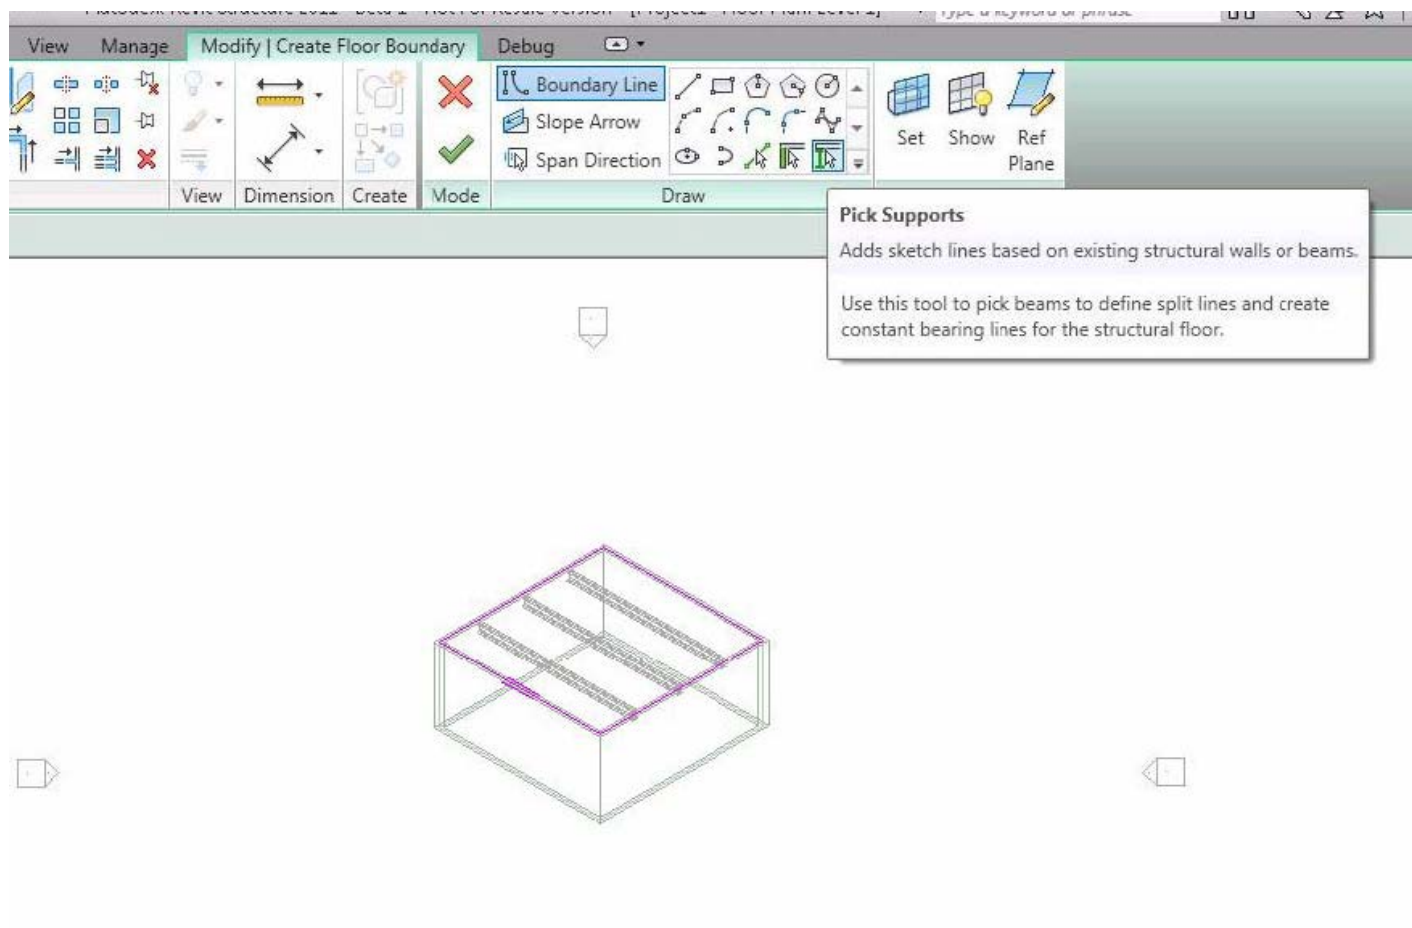 View Manage Modify | Create Floor Boundary Debug
Boundary Line
Slope Arrow
Span Direction
Set Show Ref
Plane
View Dimension Create Mode Draw
Pick Supports
Adds sketch lines based on existing structural walls or beams.
Use this tool to pick beams to define split lines and create
constant bearing lines for the structural floor.